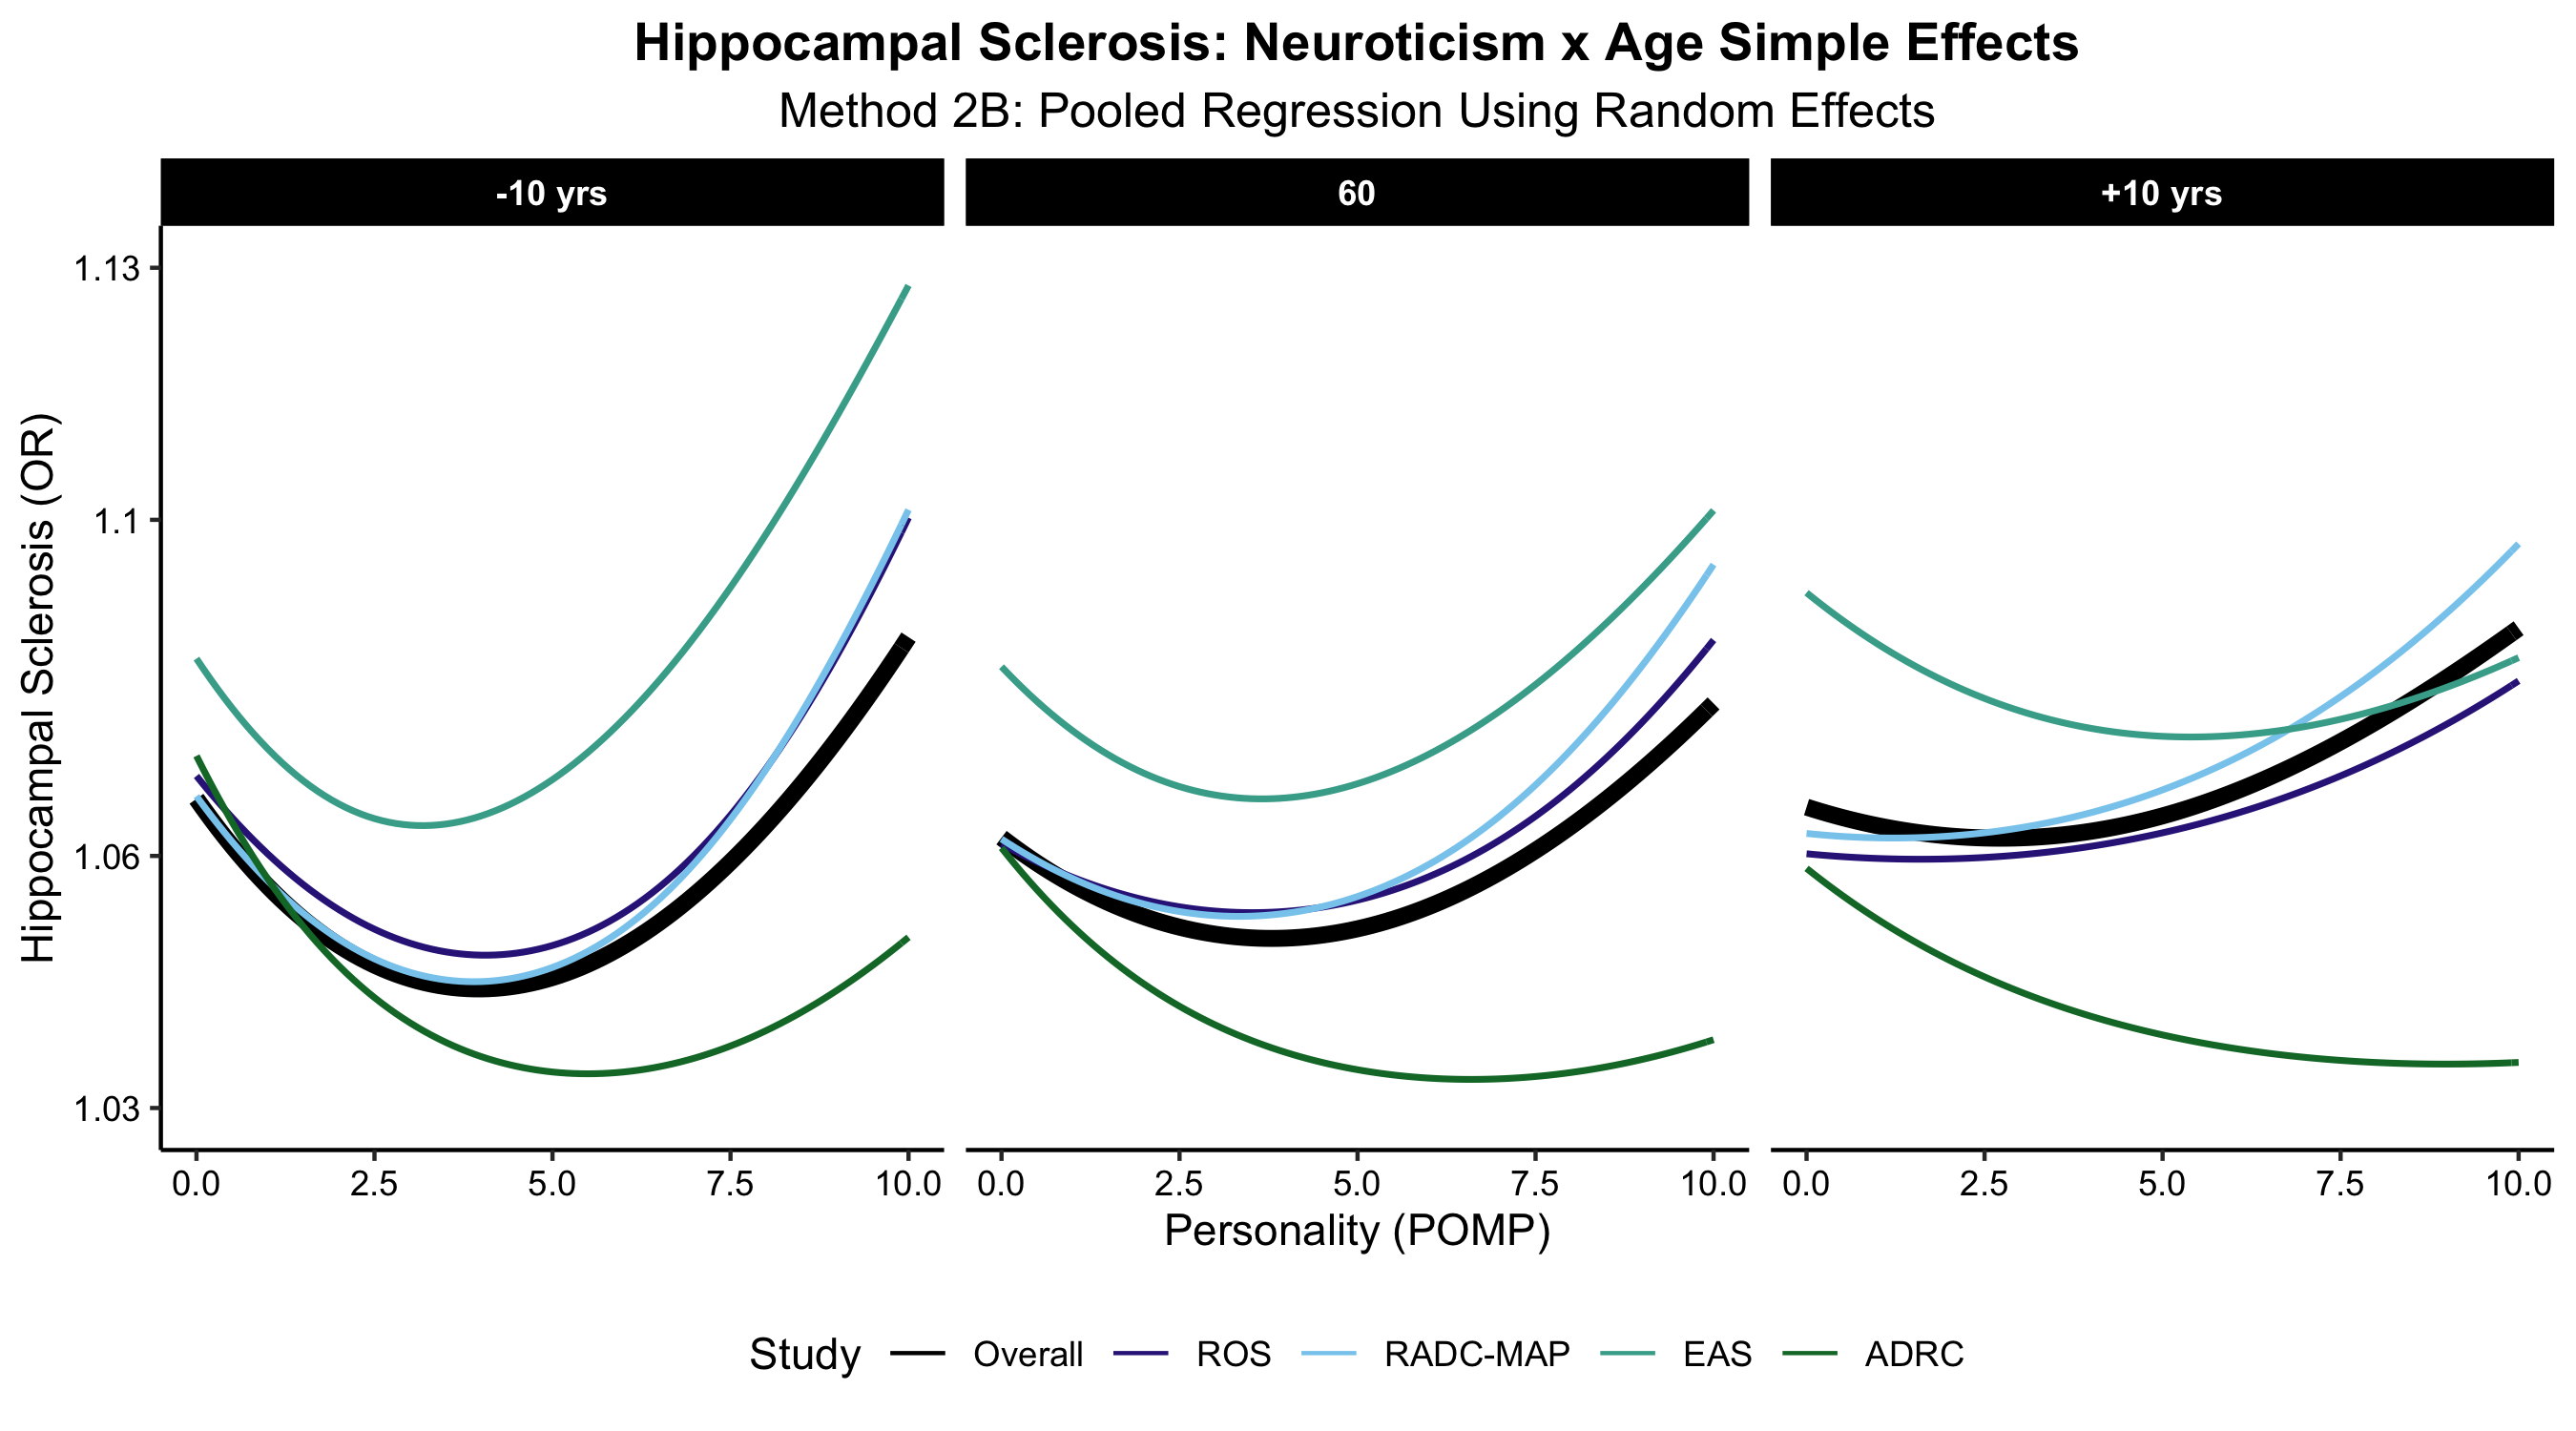 Hippocampal Sclerosis: Neuroticism x Age Simple Effects
Method 2B: Pooled Regression Using Random Effects
-10 yrs
60
+10 yrs
Hippocampal Sclerosis (OR)
1.13
1.1
1.06
1.03
0.0 2.5 5.0 7.5 10.0
0.0 2.5 5.0 7.5 10.0
0.0 2.5 5.0 7.5 10.0
Personality (POMP)
Study Overall ROS RADC-MAP EAS ADRC